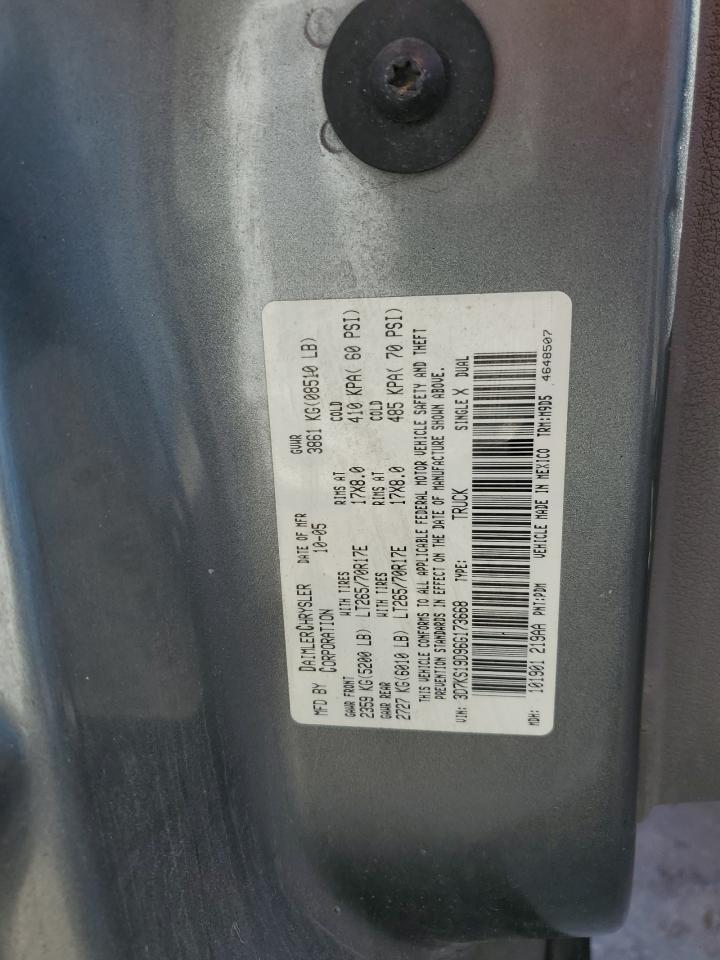 MFD BY DAIMLERCHRYSLER CORPORATION
DATE OF MFR 10-05
GVWR 3861 KG(08510 LB)
GAWR FRONT WITH TIRES RIMS AT COLD
2359 KG(5200 LB) LT265/70R17E 17X8.0 410 KPA( 60 PSI)
GAWR REAR WITH TIRES RIMS AT COLD
2727 KG(6010 LB) LT265/70R17E 17X8.0 485 KPA( 70 PSI)
THIS VEHICLE CONFORMS TO ALL APPLICABLE FEDERAL MOTOR VEHICLE SAFETY AND THEFT
PREVENTION STANDARDS IN EFFECT ON THE DATE OF MANUFACTURE SHOWN ABOVE.
VIN: 3D7KS19D96G173668 TYPE: TRUCK SINGLE X DUAL
MDH: 101901 219AA PNT:PDM VEHICLE MADE IN MEXICO TRM:M9D5
4648507